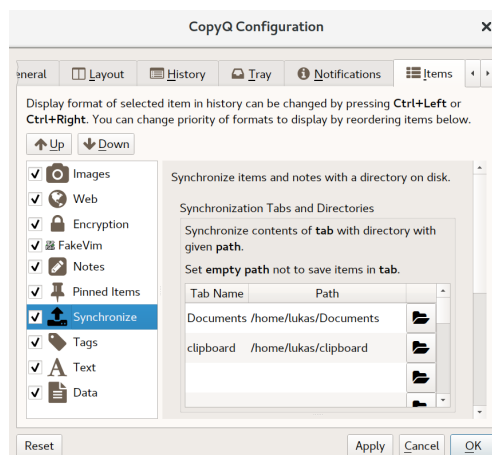 CopyQ Configuration
Layout
History
Tray
Notifications
Items
Display format of selected item in history can be changed by pressing Ctrl+Left or
Ctrl+Right. You can change priority of formats to display by reordering items below.
Up
Down
Images
Web
Encryption
FakeVim
Notes
Pinned Items
Synchronize
Tags
Text
Data
Synchronize items and notes with a directory on disk.
Synchronization Tabs and Directories
Synchronize contents of tab with directory with
given path.
Set empty path not to save items in tab.
Tab Name Path
Documents /home/lukas/Documents
clipboard /home/lukas/clipboard
Reset
Apply
Cancel
OK